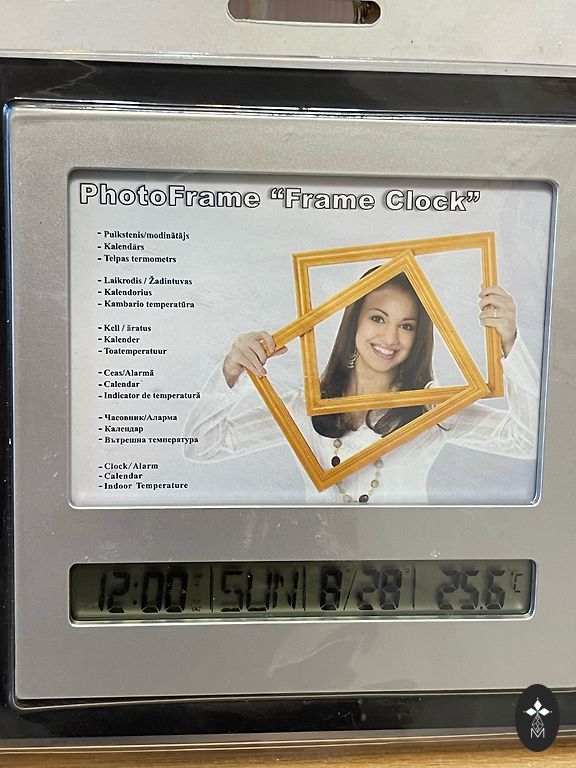 PhotoFrame “Frame Clock”
- Pulkstenis/modinātājs
- Kalendārs
- Telpas termometrs
- Laikrodis / Žadintuvas
- Kalendorius
- Kambario temperatūra
- Kell / äratus
- Kalender
- Toatemperatuur
- Ceas/Alarmă
- Calendar
- Indicator de temperatură
- Часовник/Аларма
- Календар
- Вътрешна температура
- Clock/Alarm
- Calendar
- Indoor Temperature
12:00 SUN 8/28 25.6°C
M